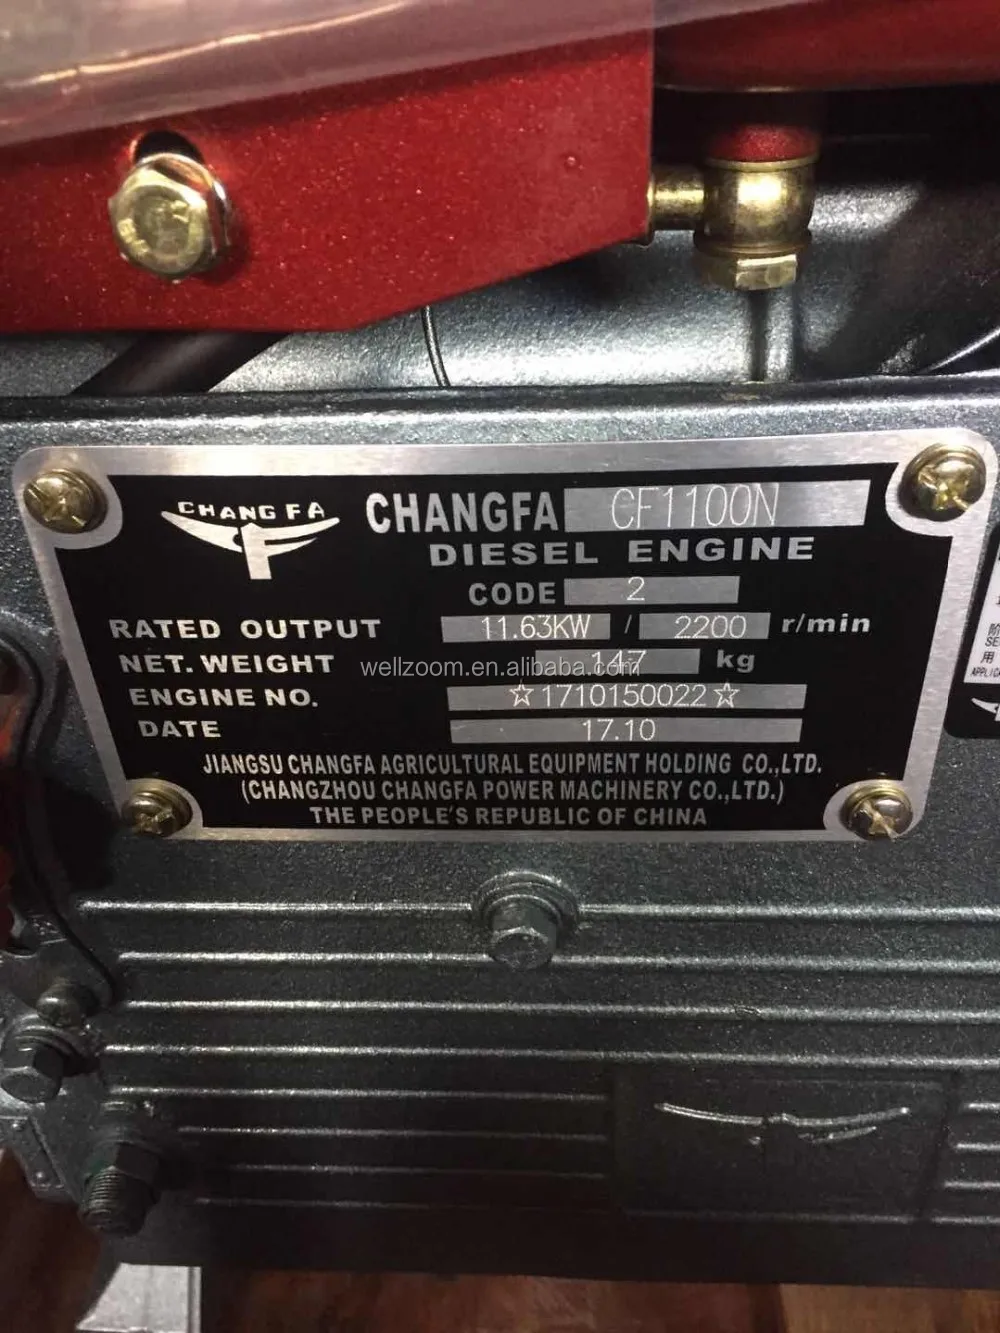 CHANG FA
CHANGFA CF1100N
DIESEL ENGINE
CODE 2
RATED OUTPUT 11.63KW / 2200 r/min
NET.WEIGHT 147 kg
wellzoom.en.alibaba.com
ENGINE NO. ☆1710150022☆
DATE 17.10
JIANGSU CHANGFA AGRICULTURAL EQUIPMENT HOLDING CO.,LTD.
(CHANGZHOU CHANGFA POWER MACHINERY CO.,LTD.)
THE PEOPLE'S REPUBLIC OF CHINA